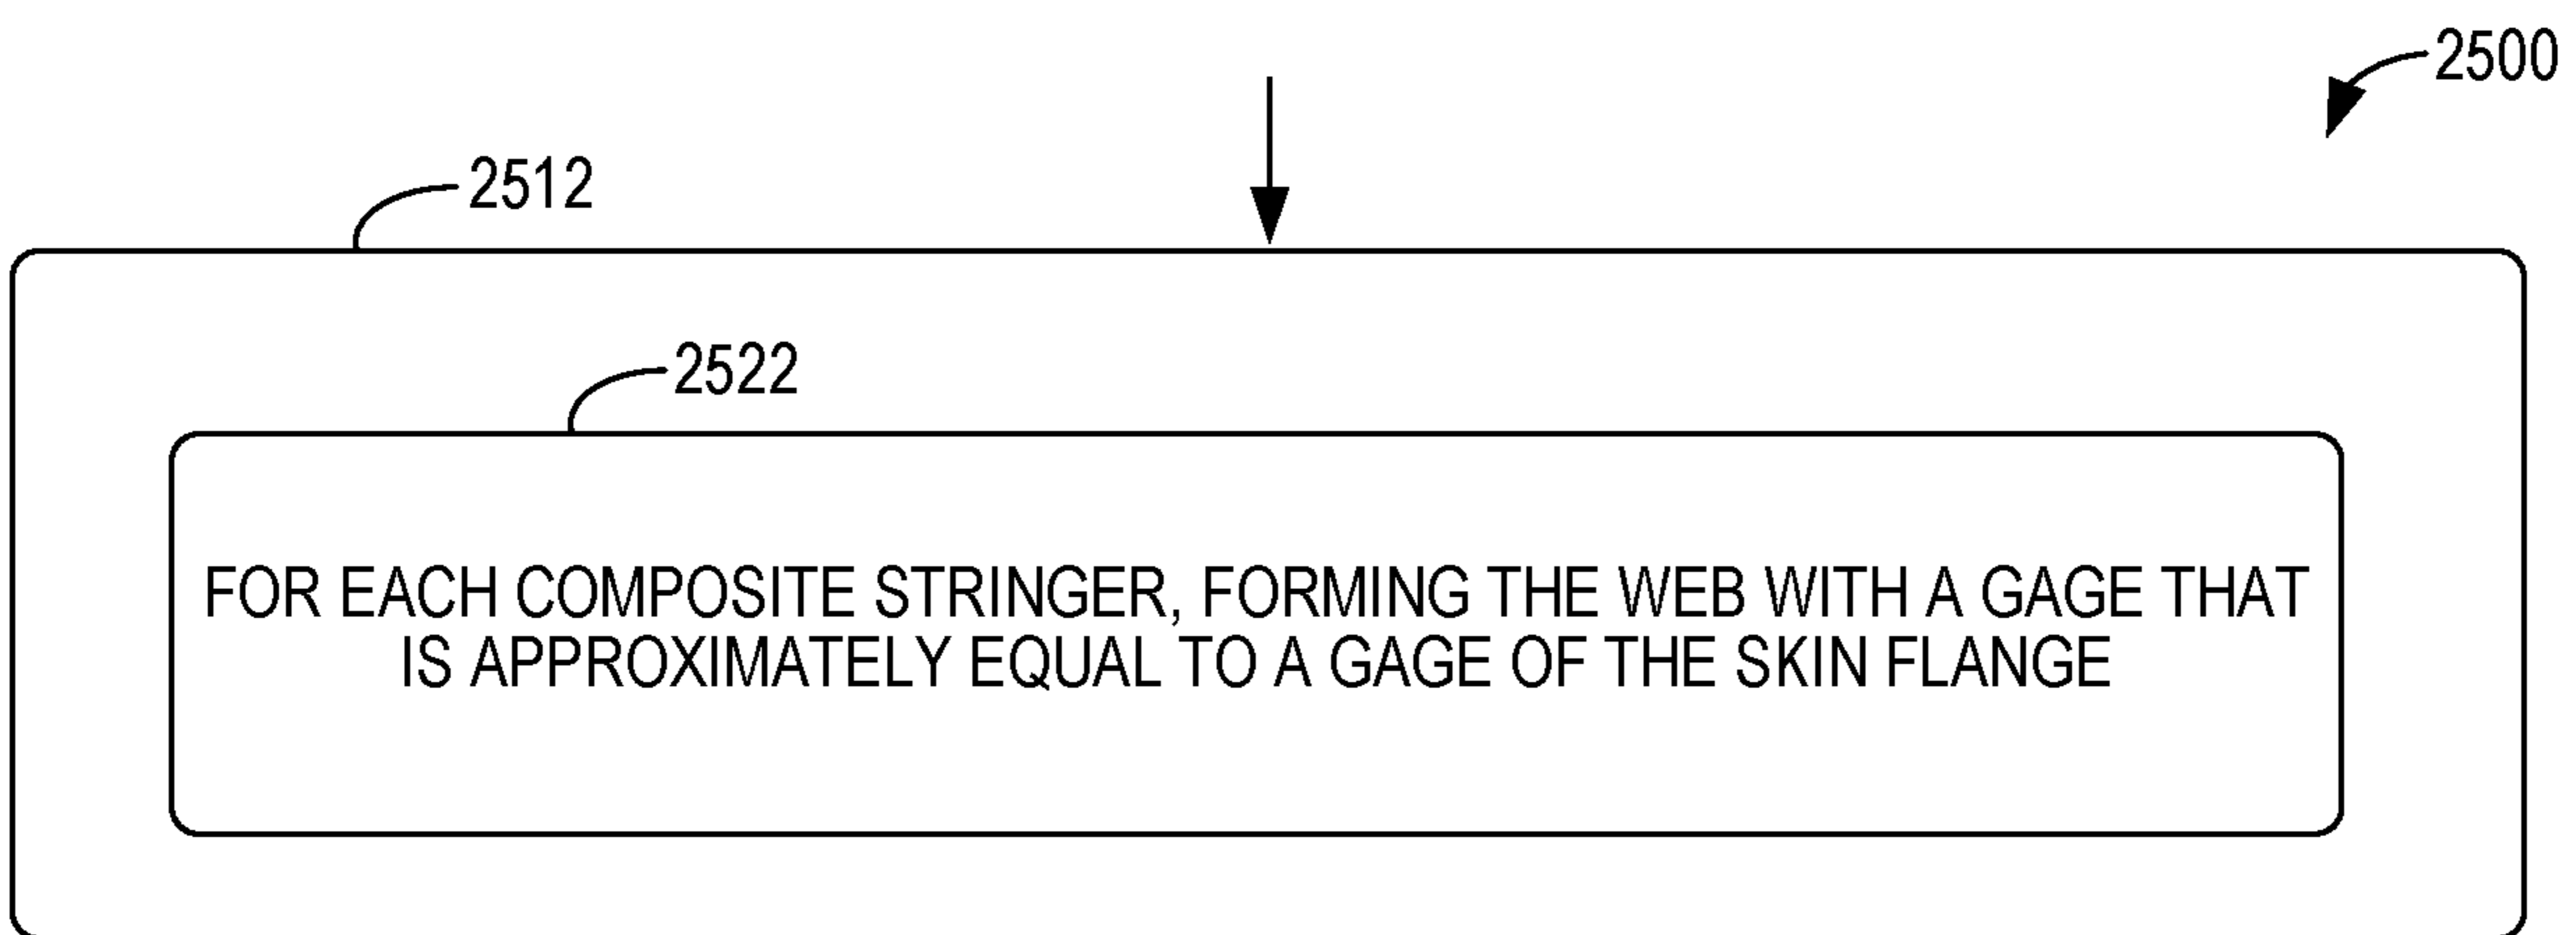 2500
2512
2522
FOR EACH COMPOSITE STRINGER, FORMING THE WEB WITH A GAGE THAT
IS APPROXIMATELY EQUAL TO A GAGE OF THE SKIN FLANGE